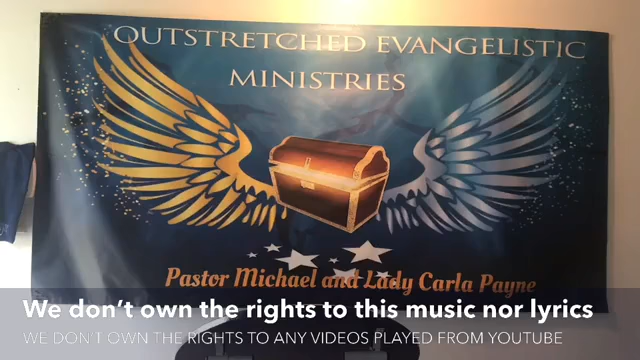 OUTSTRETCHED EVANGELISTIC
MINISTRIES
Pastor Michael and Lady Carla Payne
We don't own the rights to this music nor lyrics
WE DON'T OWN THE RIGHTS TO ANY VIDEOS PLAYED FROM YOUTUBE